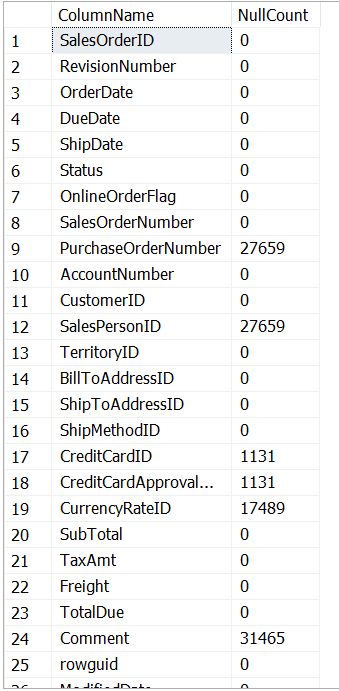 ColumnName NullCount
1 SalesOrderID 0
2 RevisionNumber 0
3 OrderDate 0
4 DueDate 0
5 ShipDate 0
6 Status 0
7 OnlineOrderFlag 0
8 SalesOrderNumber 0
9 PurchaseOrderNumber 27659
10 AccountNumber 0
11 CustomerID 0
12 SalesPersonID 27659
13 TerritoryID 0
14 BillToAddressID 0
15 ShipToAddressID 0
16 ShipMethodID 0
17 CreditCardID 1131
18 CreditCardApproval... 1131
19 CurrencyRateID 17489
20 SubTotal 0
21 TaxAmt 0
22 Freight 0
23 TotalDue 0
24 Comment 31465
25 rowguid 0
26 ModifiedDate 0